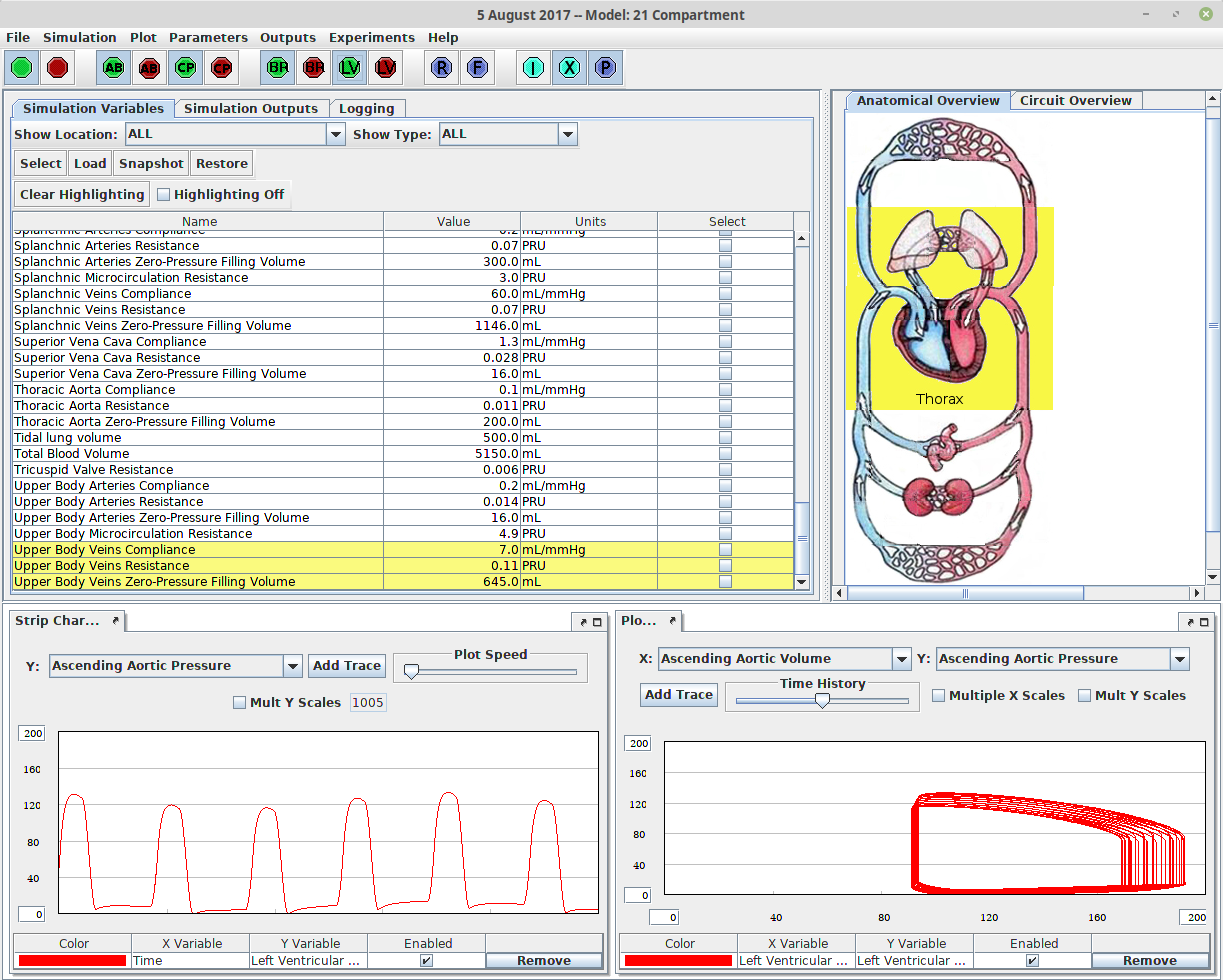 5 August 2017 -- Model: 21 Compartment
File Simulation Plot Parameters Outputs Experiments Help
AB AB CP CP BR BR LV LV R F I X P
Simulation Variables Simulation Outputs Logging
Show Location: ALL Show Type: ALL
Select Load Snapshot Restore
Clear Highlighting Highlighting Off
Name Value Units Select
Splanchnic Arteries Compliance 0.2 mL/mmHg
Splanchnic Arteries Resistance 0.07 PRU
Splanchnic Arteries Zero-Pressure Filling Volume 300.0 mL
Splanchnic Microcirculation Resistance 3.0 PRU
Splanchnic Veins Compliance 60.0 mL/mmHg
Splanchnic Veins Resistance 0.07 PRU
Splanchnic Veins Zero-Pressure Filling Volume 1146.0 mL
Superior Vena Cava Compliance 1.3 mL/mmHg
Superior Vena Cava Resistance 0.028 PRU
Superior Vena Cava Zero-Pressure Filling Volume 16.0 mL
Thoracic Aorta Compliance 0.1 mL/mmHg
Thoracic Aorta Resistance 0.011 PRU
Thoracic Aorta Zero-Pressure Filling Volume 200.0 mL
Tidal lung volume 500.0 mL
Total Blood Volume 5150.0 mL
Tricuspid Valve Resistance 0.006 PRU
Upper Body Arteries Compliance 0.2 mL/mmHg
Upper Body Arteries Resistance 0.014 PRU
Upper Body Arteries Zero-Pressure Filling Volume 16.0 mL
Upper Body Microcirculation Resistance 4.9 PRU
Upper Body Veins Compliance 7.0 mL/mmHg
Upper Body Veins Resistance 0.11 PRU
Upper Body Veins Zero-Pressure Filling Volume 645.0 mL
Anatomical Overview Circuit Overview
Thorax
Strip Char...
Y: Ascending Aortic Pressure Add Trace Plot Speed
Mult Y Scales 1005
200
160
120
80
40
0
Color X Variable Y Variable Enabled
Time Left Ventricular ... Remove
Plo...
X: Ascending Aortic Volume Y: Ascending Aortic Pressure
Add Trace Time History Multiple X Scales Mult Y Scales
200
160
120
80
40
0
0 40 80 120 160 200
Color X Variable Y Variable Enabled
Left Ventricular ... Left Ventricular ... Remove